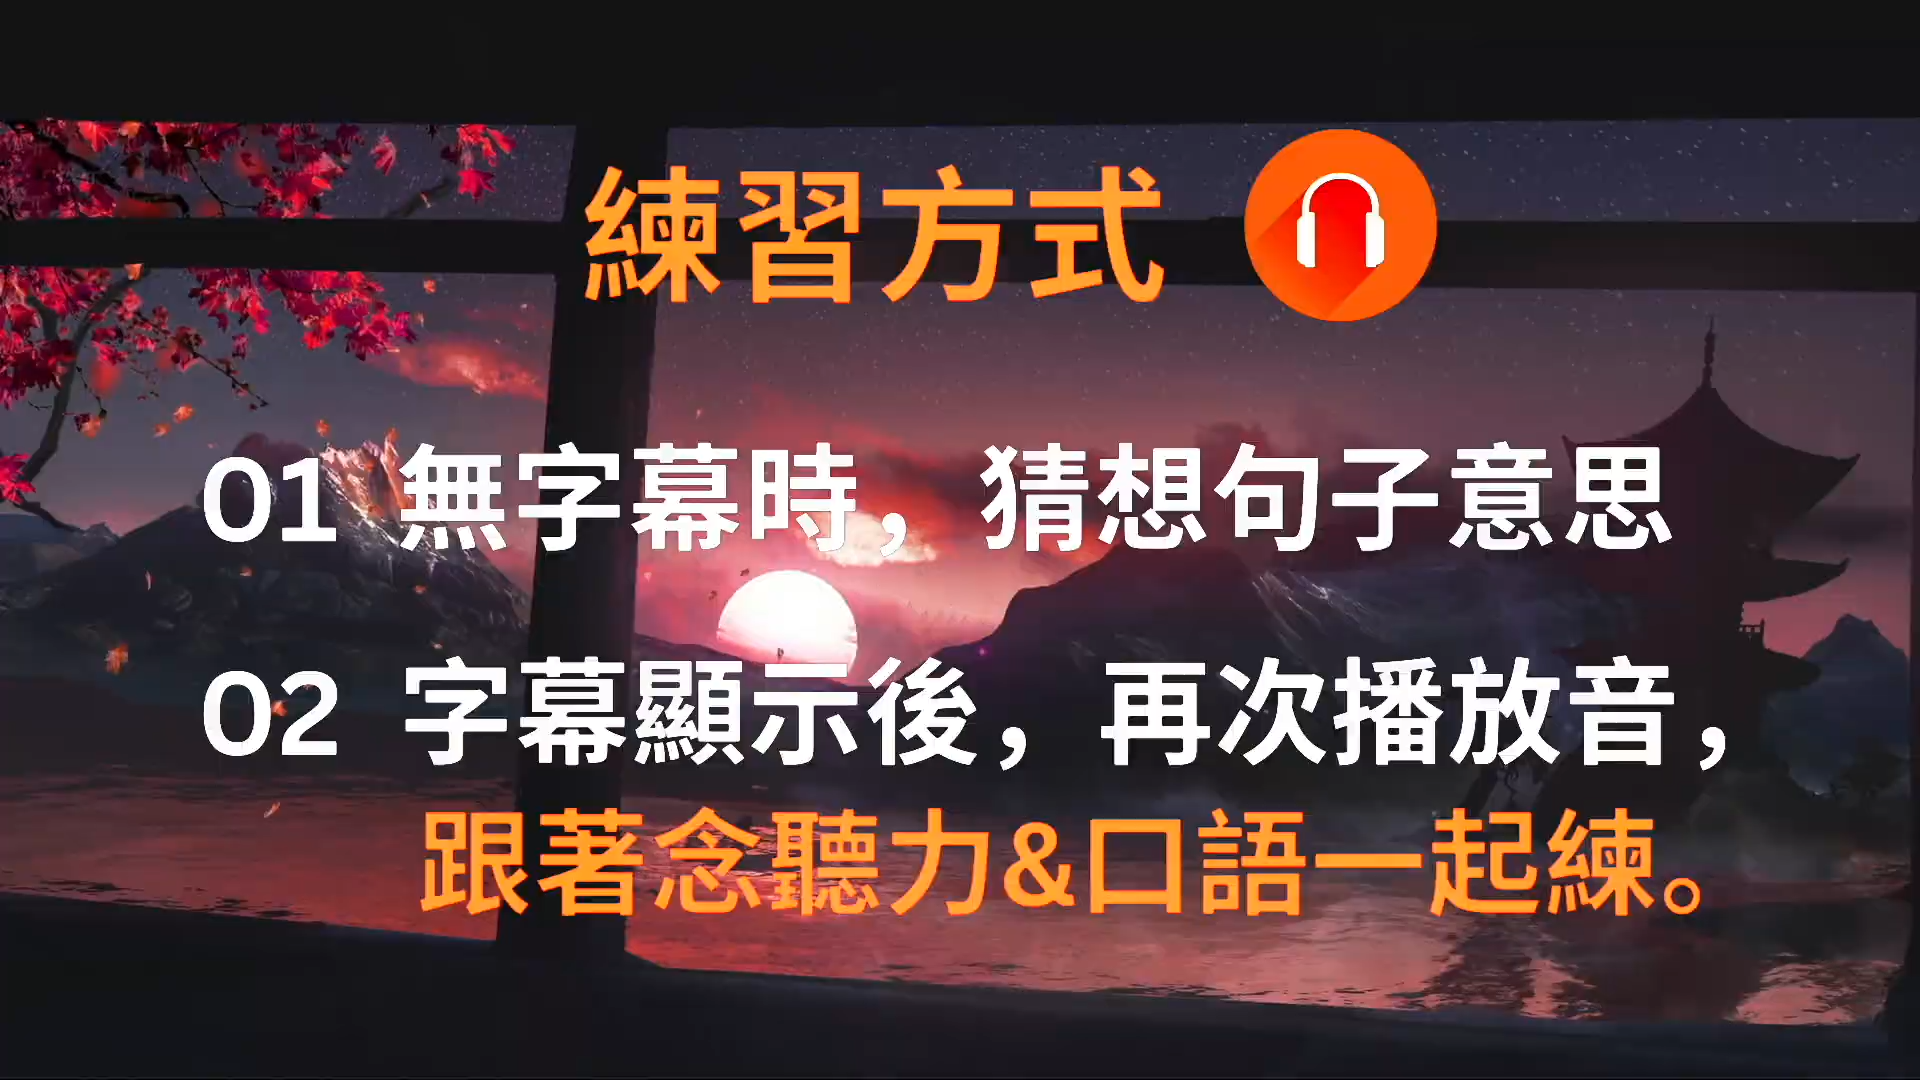 練習方式
01 無字幕時，猜想句子意思
02 字幕顯示後，再次播放音，
跟著念聽力&口語一起練。